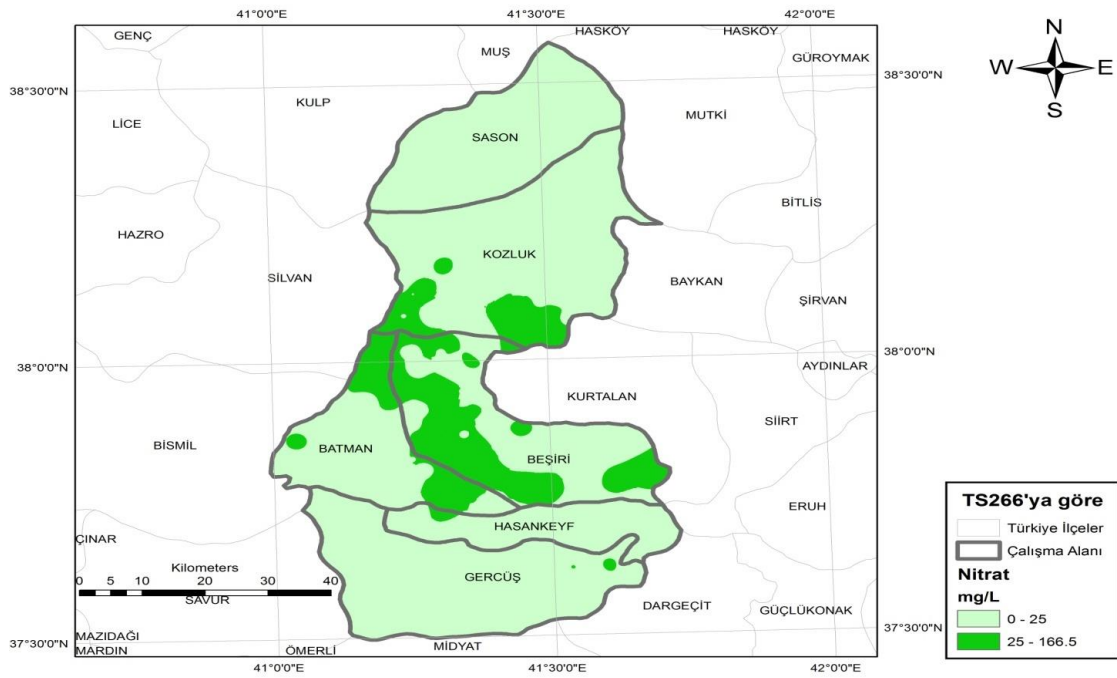 41°0'0"E
41°30'0"E
42°0'0"E
GENÇ
MUŞ
HASKÖY
HASKÖY
GÜROYMAK
N
W
E
S
38°30'0"N
38°30'0"N
KULP
LİCE
MUTKİ
SASON
BİTLİS
HAZRO
KOZLUK
SİLVAN
BAYKAN
ŞİRVAN
38°0'0"N
38°0'0"N
AYDINLAR
KURTALAN
SİİRT
BİSMİL
BATMAN
BEŞİRİ
ERUH
HASANKEYF
ÇINAR
GERCÜŞ
Kilometers
0 5 10 20 30 40
SAVUR
DARGEÇİT
GÜÇLÜKONAK
37°30'0"N
37°30'0"N
MAZIDAĞI
MARDIN
ÖMERLİ
MİDYAT
41°0'0"E
41°30'0"E
42°0'0"E
TS266'ya göre
Türkiye İlçeler
Çalışma Alanı
Nitrat
mg/L
0 - 25
25 - 166.5